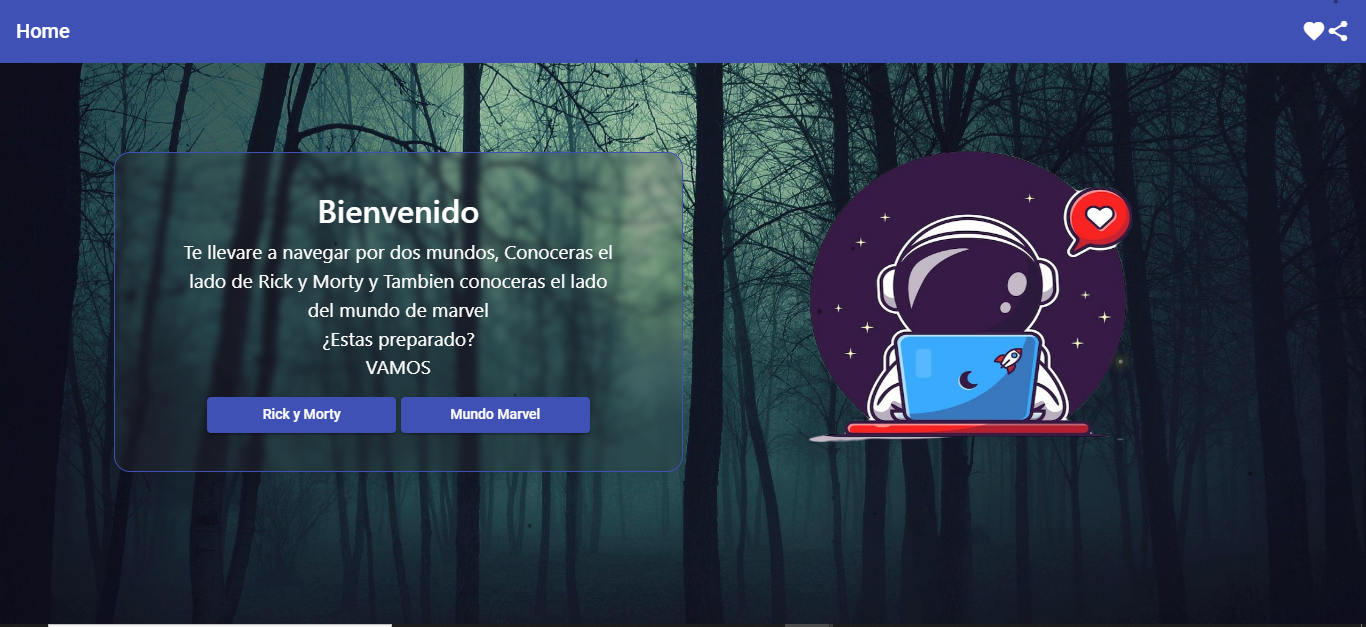 Home
Bienvenido
Te llevare a navegar por dos mundos, Conoceras el
lado de Rick y Morty y Tambien conoceras el lado
del mundo de marvel
¿Estas preparado?
VAMOS
Rick y Morty
Mundo Marvel